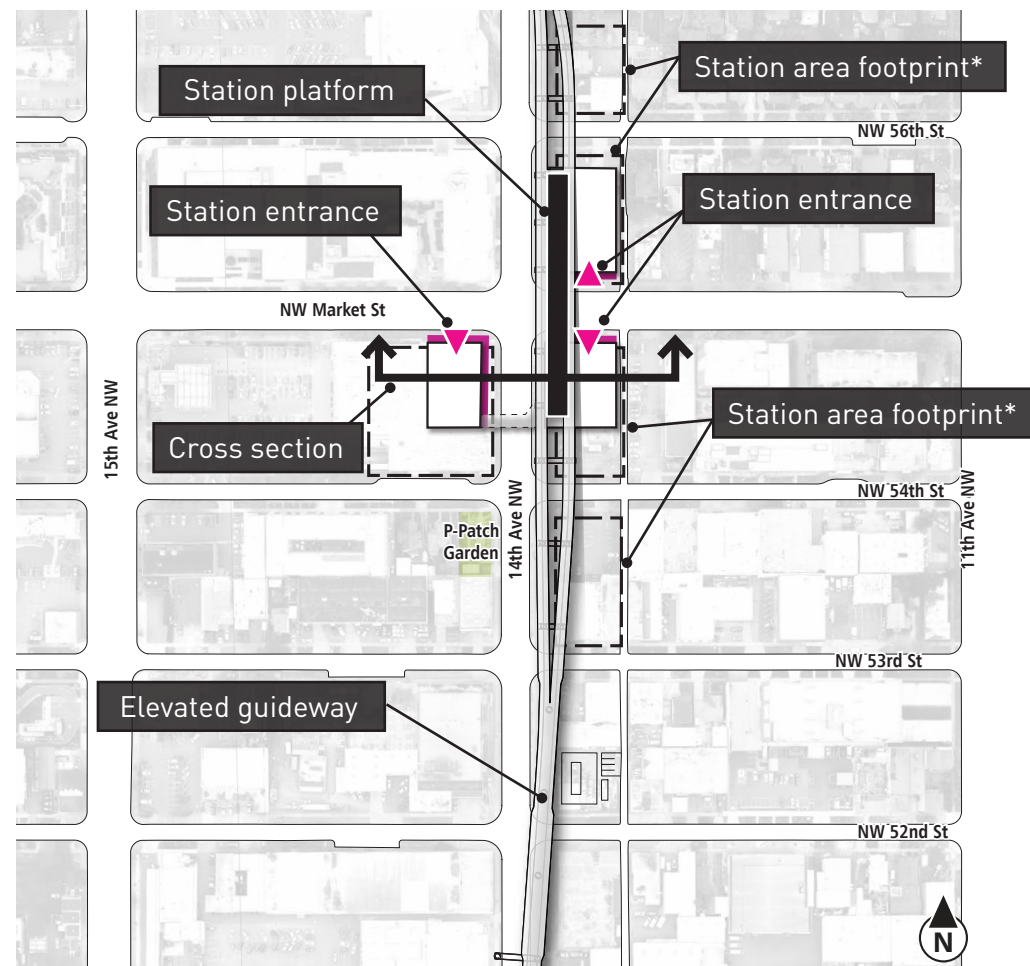 Station area footprint*
Station platform
NW 56th St
Station entrance
Station entrance
NW Market St
15th Ave NW
Station area footprint*
Cross section
NW 54th St
P-Patch
Garden
14th Ave NW
11th Ave NW
NW 53rd St
Elevated guideway
NW 52nd St
N